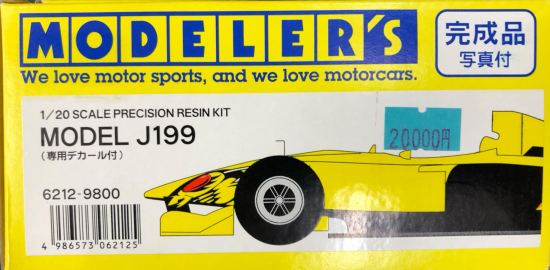 MODELER'S
We love motor sports, and we love motorcars.
完成品
写真付
1/20 SCALE PRECISION RESIN KIT
MODEL J199
(専用デカール付)
20,000円
6212-9800
4 986573 062125